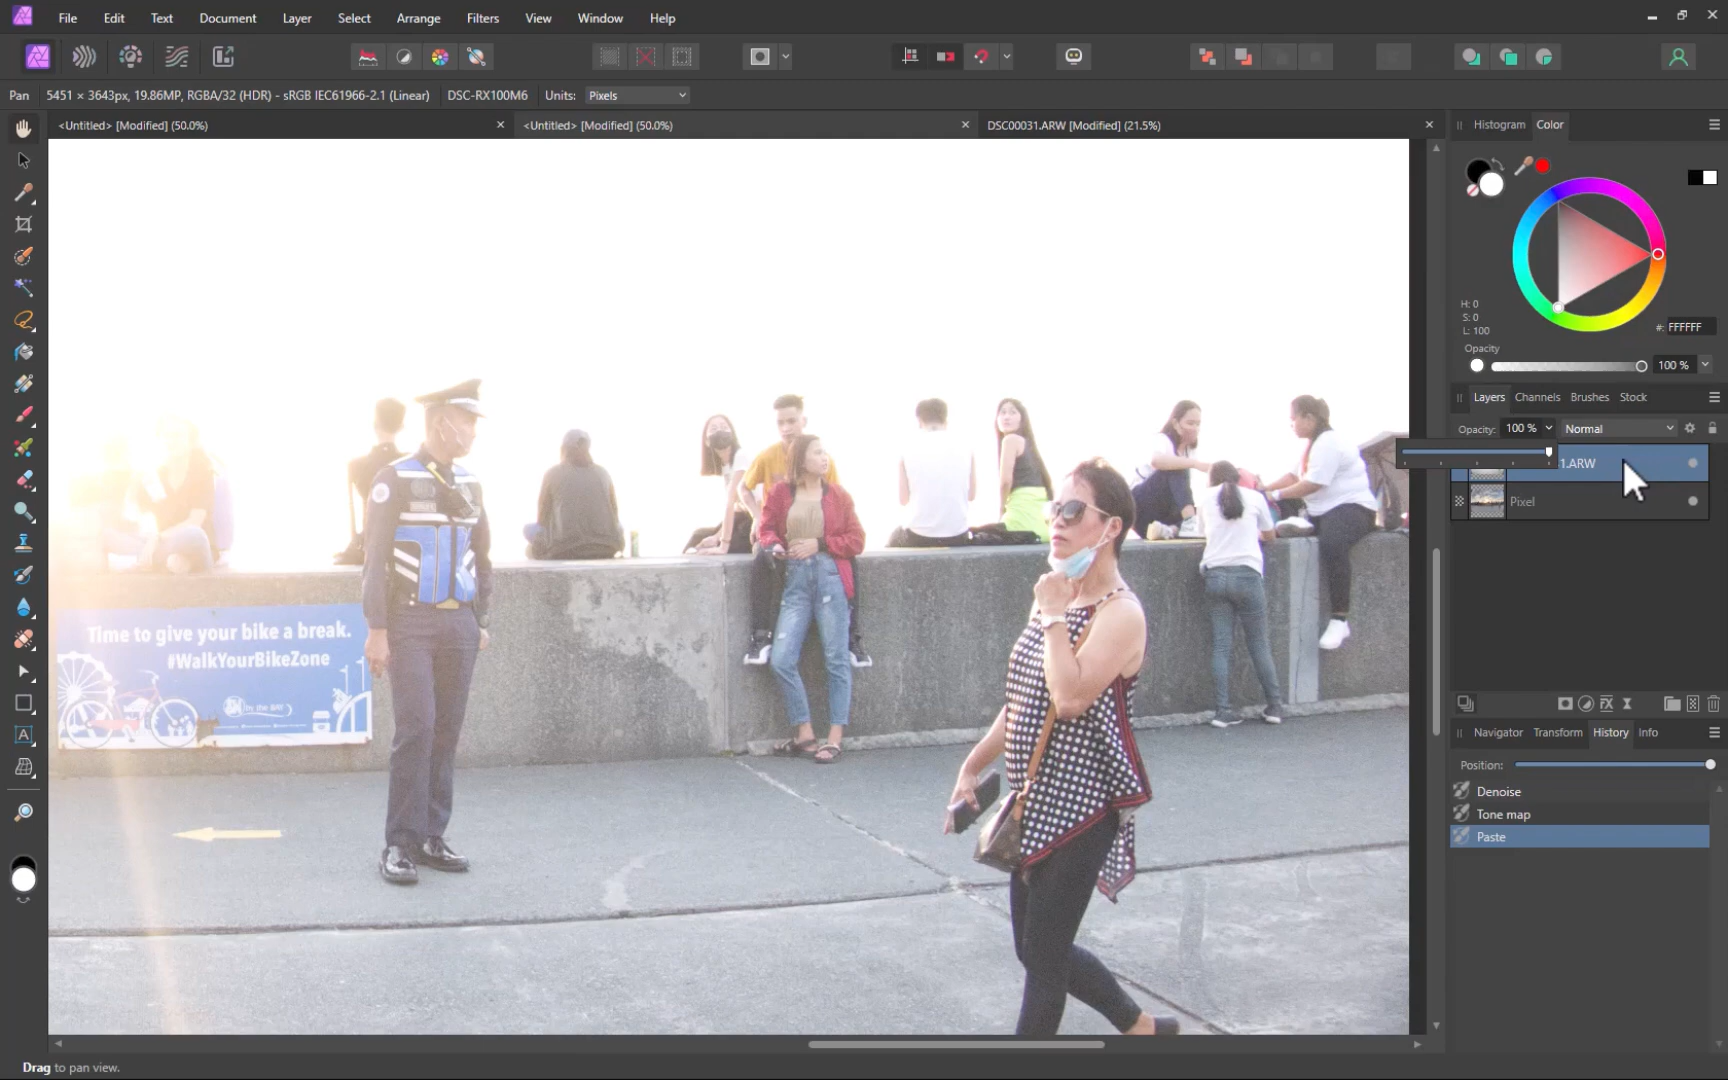 File Edit Text Document Layer Select Arrange Filters View Window Help
Pan 5451 × 3643px, 19.86MP, RGBA/32 (HDR) - sRGB IEC61966-2.1 (Linear) DSC-RX100M6 Units: Pixels
<Untitled> [Modified] (50.0%) <Untitled> [Modified] (50.0%) DSC00031.ARW [Modified] (21.5%)
Histogram Color
H: 0
S: 0
L: 100
#: FFFFFF
Opacity
100 %
Layers Channels Brushes Stock
Opacity: 100 % Normal
1.ARW
Pixel
Time to give your bike a break.
#WalkYourBikeZone
by the BAY
Navigator Transform History Info
Position:
Denoise
Tone map
Paste
Drag to pan view.